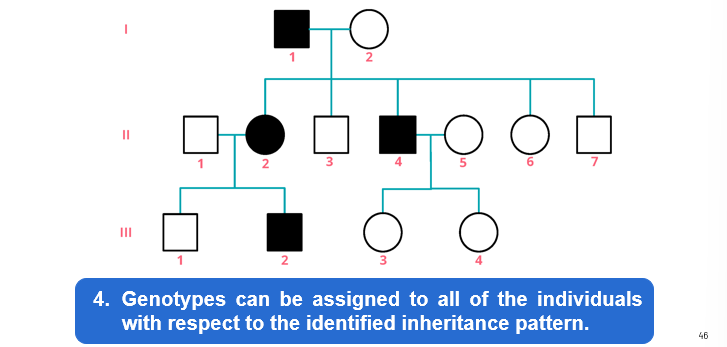 I
1 2
II
1 2 3 4 5 6 7
III
1 2 3 4
4. Genotypes can be assigned to all of the individuals
with respect to the identified inheritance pattern.
46